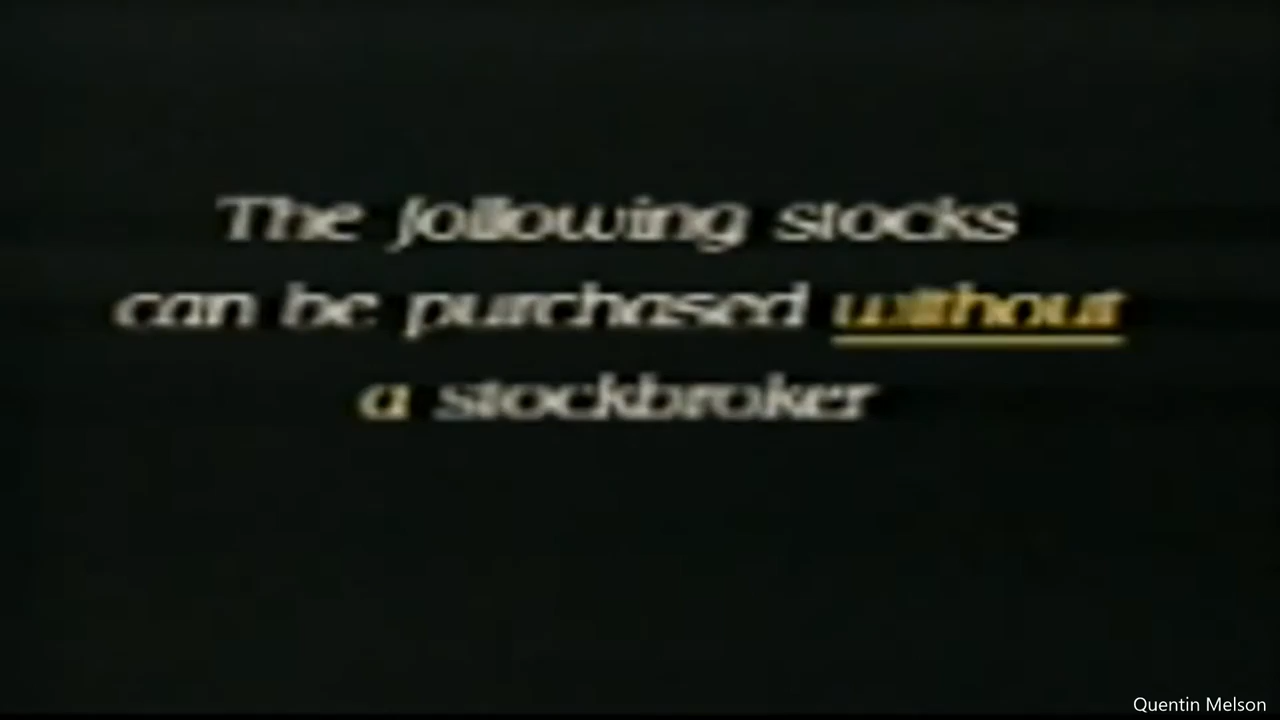 The following stocks
can be purchased without
a stockbroker
Quentin Melson